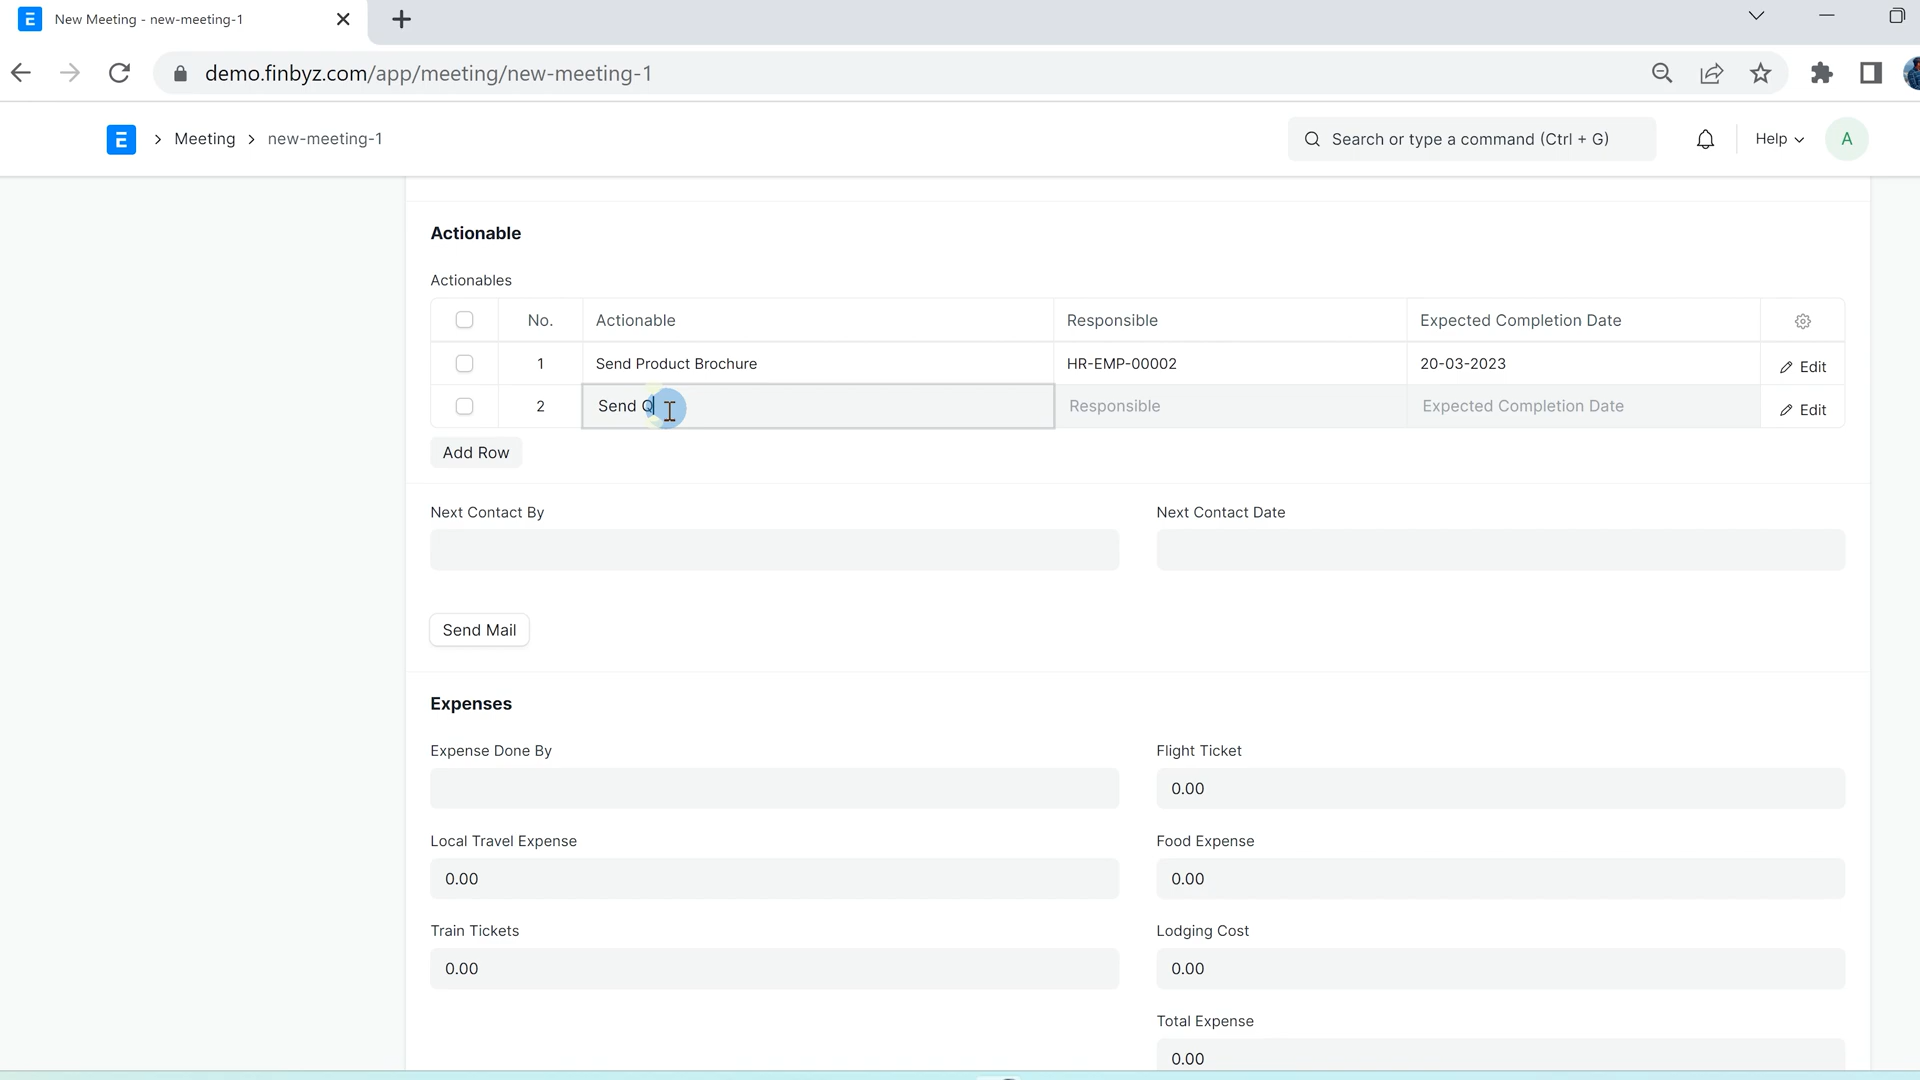 New Meeting - new-meeting-1
demo.finbyz.com/app/meeting/new-meeting-1
E > Meeting > new-meeting-1
Search or type a command (Ctrl + G)
Help
A
Actionable
Actionables
No. Actionable Responsible Expected Completion Date
1 Send Product Brochure HR-EMP-00002 20-03-2023 Edit
2 Send Q Responsible Expected Completion Date Edit
Add Row
Next Contact By Next Contact Date
Send Mail
Expenses
Expense Done By Flight Ticket
0.00
Local Travel Expense Food Expense
0.00 0.00
Train Tickets Lodging Cost
0.00 0.00
Total Expense
0.00